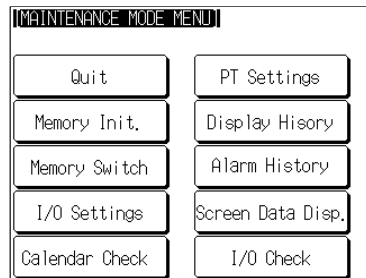 [MAINTENANCE MODE MENU]
Quit
PT Settings
Memory Init.
Display Hisory
Memory Switch
Alarm History
I/O Settings
Screen Data Disp.
Calendar Check
I/O Check